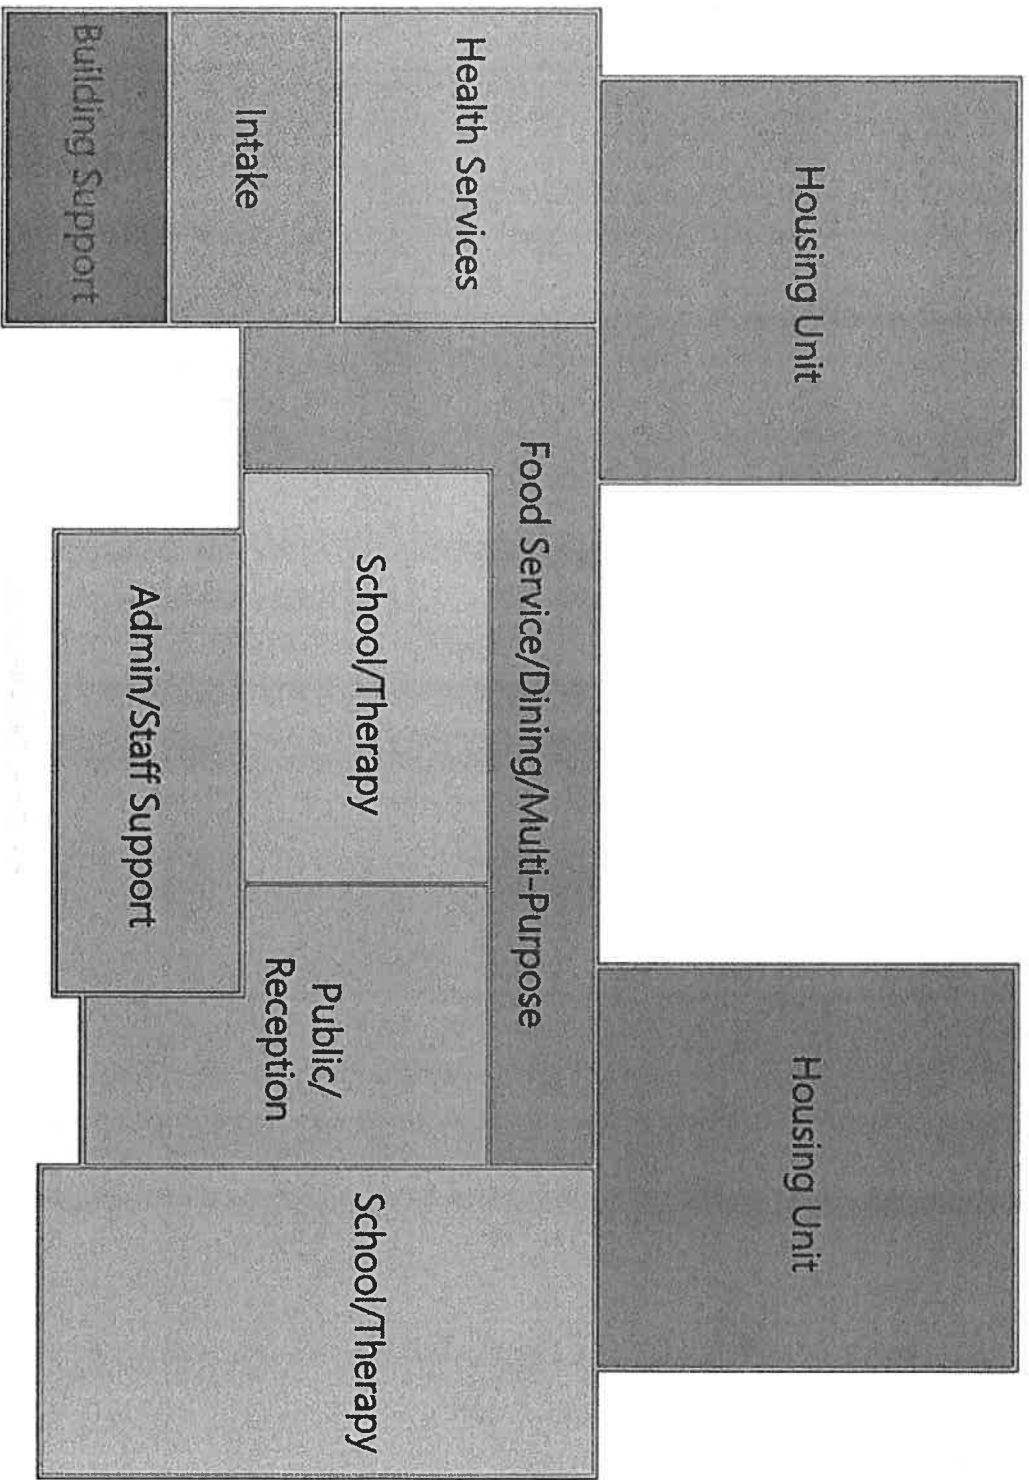 Housing Unit
Housing Unit
Health Services
Food Service/Dining/Multi-Purpose
Intake
School/Therapy
Public/
Reception
School/Therapy
Building Support
Admin/Staff Support